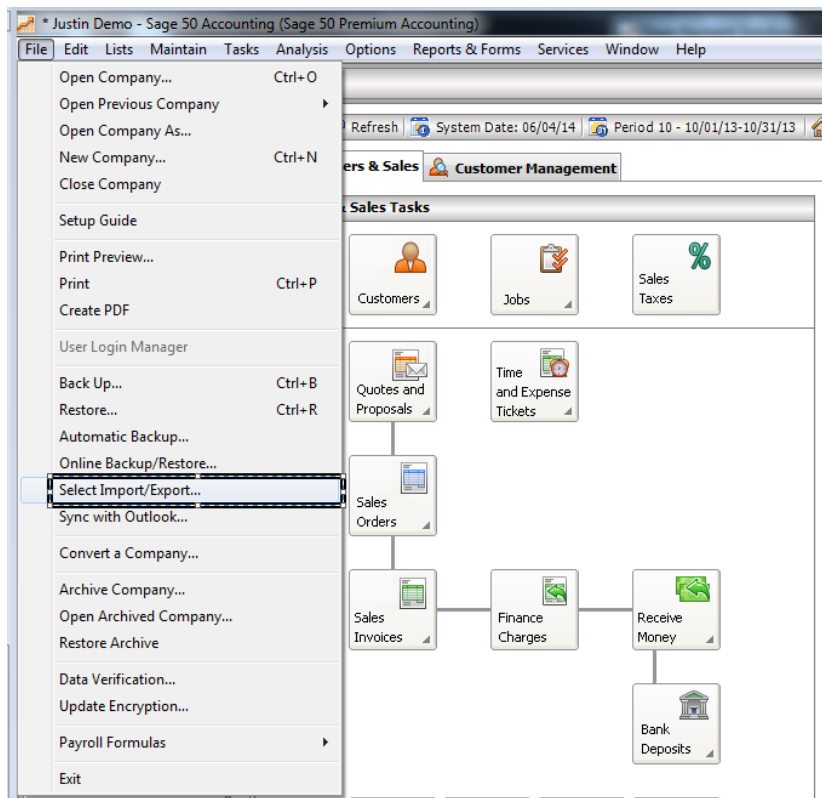 * Justin Demo - Sage 50 Accounting (Sage 50 Premium Accounting)
File Edit Lists Maintain Tasks Analysis Options Reports & Forms Services Window Help
Open Company... Ctrl+O
Open Previous Company
Open Company As...
New Company... Ctrl+N
Close Company
Setup Guide
Print Preview...
Print Ctrl+P
Create PDF
User Login Manager
Back Up... Ctrl+B
Restore... Ctrl+R
Automatic Backup...
Online Backup/Restore...
Select Import/Export...
Sync with Outlook...
Convert a Company...
Archive Company...
Open Archived Company...
Restore Archive
Data Verification...
Update Encryption...
Payroll Formulas
Exit
Refresh System Date: 06/04/14 Period 10 - 10/01/13-10/31/13
ers & Sales Customer Management
& Sales Tasks
Customers
Jobs
Sales
Taxes
Quotes and
Proposals
Time
and Expense
Tickets
Sales
Orders
Sales
Invoices
Finance
Charges
Receive
Money
Bank
Deposits